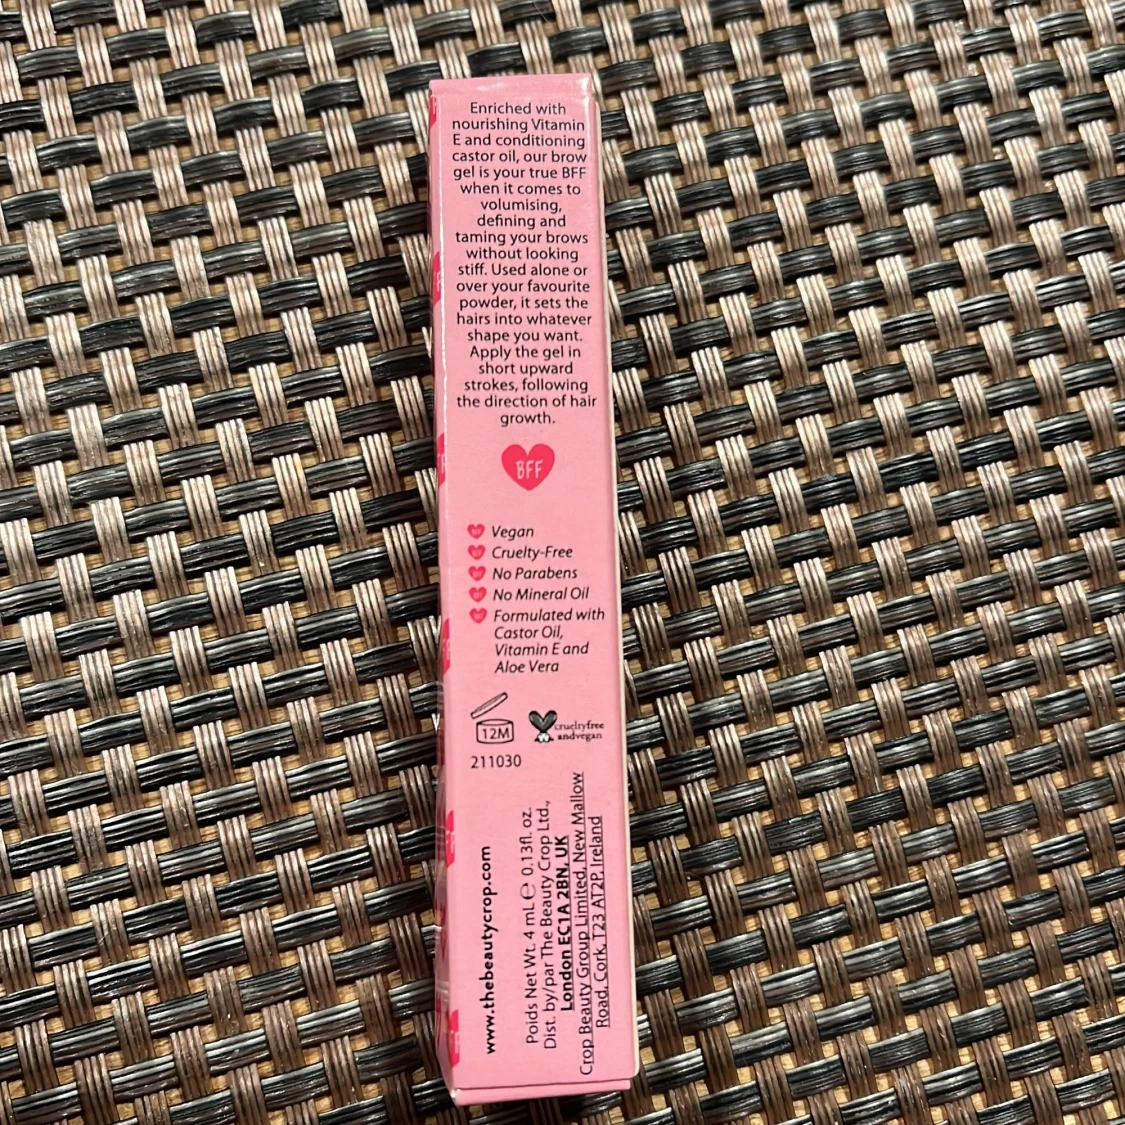 Enriched with
nourishing Vitamin
E and conditioning
castor oil, our brow
gel is your true BFF
when it comes to
volumising,
defining and
taming your brows
without looking
stiff. Used alone or
over your favourite
powder, it sets the
hairs into whatever
shape you want.
Apply the gel in
short upward
strokes, following
the direction of hair
growth.
BFF
Vegan
Cruelty-Free
No Parabens
No Mineral Oil
Formulated with
Castor Oil,
Vitamin E and
Aloe Vera
12M
crueltyfree
andvegan
211030
www.thebeautycrop.com
Poids Net Wt. 4 mL ℮ 0.13fl. oz.
Dist. by/par The Beauty Crop Ltd.,
London EC1A 2BN, UK
Crop Beauty Group Limited, New Mallow
Road, Cork, T23 AT2P, Ireland